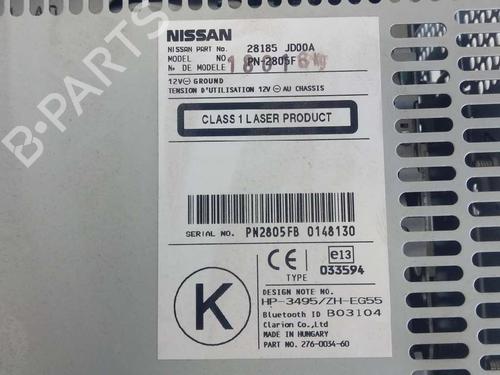 NISSAN
NISSAN PART No. 28185 JD00A
MODEL No. PN-2805F
N° DE MODELE
12V⊖ GROUND
TENSION D'UTILISATION 12V ⊖ AU CHASSIS
CLASS 1 LASER PRODUCT
SERIAL NO. PN2805FB 0148130
K
CE e13
TYPE 033594
DESIGN NOTE NO.
HP-3495/ZH-EG55
Bluetooth ID B03104
Clarion Co.,Ltd
MADE IN HUNGARY
PART NO. 276-0034-60
B-Parts